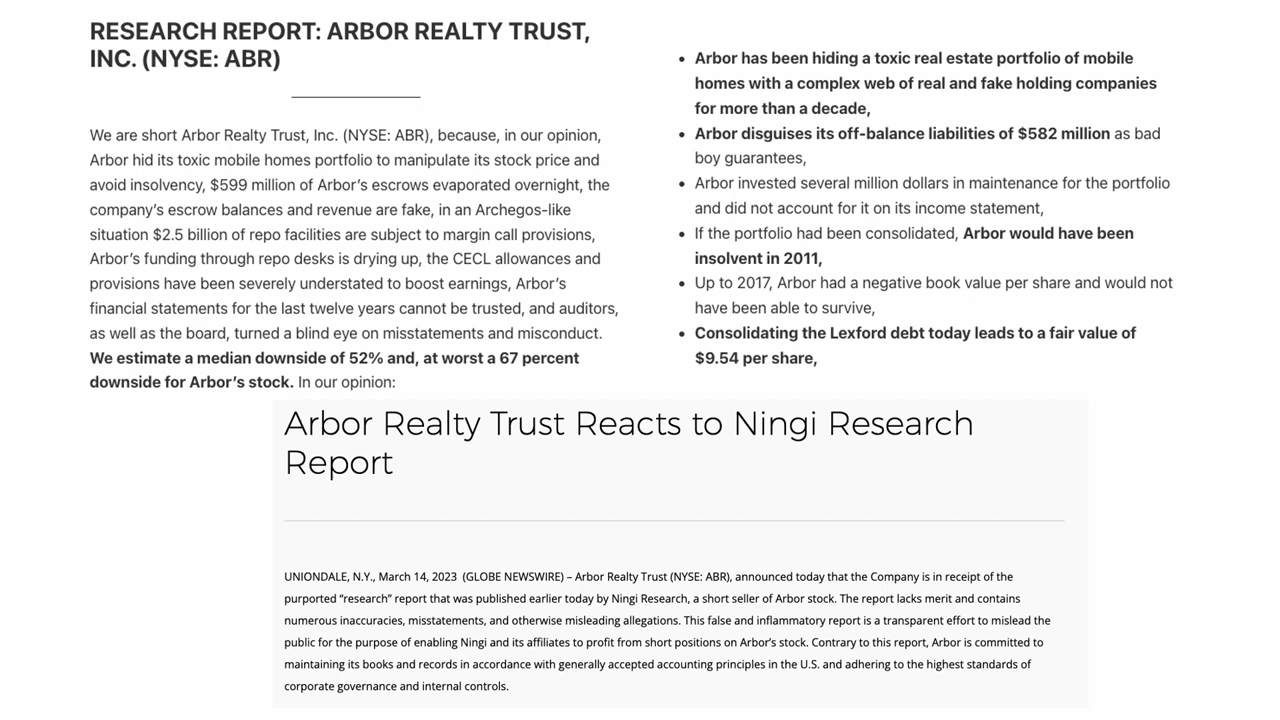 RESEARCH REPORT: ARBOR REALTY TRUST,
INC. (NYSE: ABR)
We are short Arbor Realty Trust, Inc. (NYSE: ABR), because, in our opinion,
Arbor hid its toxic mobile homes portfolio to manipulate its stock price and
avoid insolvency, $599 million of Arbor’s escrows evaporated overnight, the
company’s escrow balances and revenue are fake, in an Archegos-like
situation $2.5 billion of repo facilities are subject to margin call provisions,
Arbor’s funding through repo desks is drying up, the CECL allowances and
provisions have been severely understated to boost earnings, Arbor’s
financial statements for the last twelve years cannot be trusted, and auditors,
as well as the board, turned a blind eye on misstatements and misconduct.
We estimate a median downside of 52% and, at worst a 67 percent
downside for Arbor’s stock. In our opinion:
• Arbor has been hiding a toxic real estate portfolio of mobile
homes with a complex web of real and fake holding companies
for more than a decade,
• Arbor disguises its off-balance liabilities of $582 million as bad
boy guarantees,
• Arbor invested several million dollars in maintenance for the portfolio
and did not account for it on its income statement,
• If the portfolio had been consolidated, Arbor would have been
insolvent in 2011,
• Up to 2017, Arbor had a negative book value per share and would not
have been able to survive,
• Consolidating the Lexford debt today leads to a fair value of
$9.54 per share,
Arbor Realty Trust Reacts to Ningi Research
Report
UNIONDALE, N.Y., March 14, 2023 (GLOBE NEWSWIRE) – Arbor Realty Trust (NYSE: ABR), announced today that the Company is in receipt of the
purported “research” report that was published earlier today by Ningi Research, a short seller of Arbor stock. The report lacks merit and contains
numerous inaccuracies, misstatements, and otherwise misleading allegations. This false and inflammatory report is a transparent effort to mislead the
public for the purpose of enabling Ningi and its affiliates to profit from short positions on Arbor’s stock. Contrary to this report, Arbor is committed to
maintaining its books and records in accordance with generally accepted accounting principles in the U.S. and adhering to the highest standards of
corporate governance and internal controls.